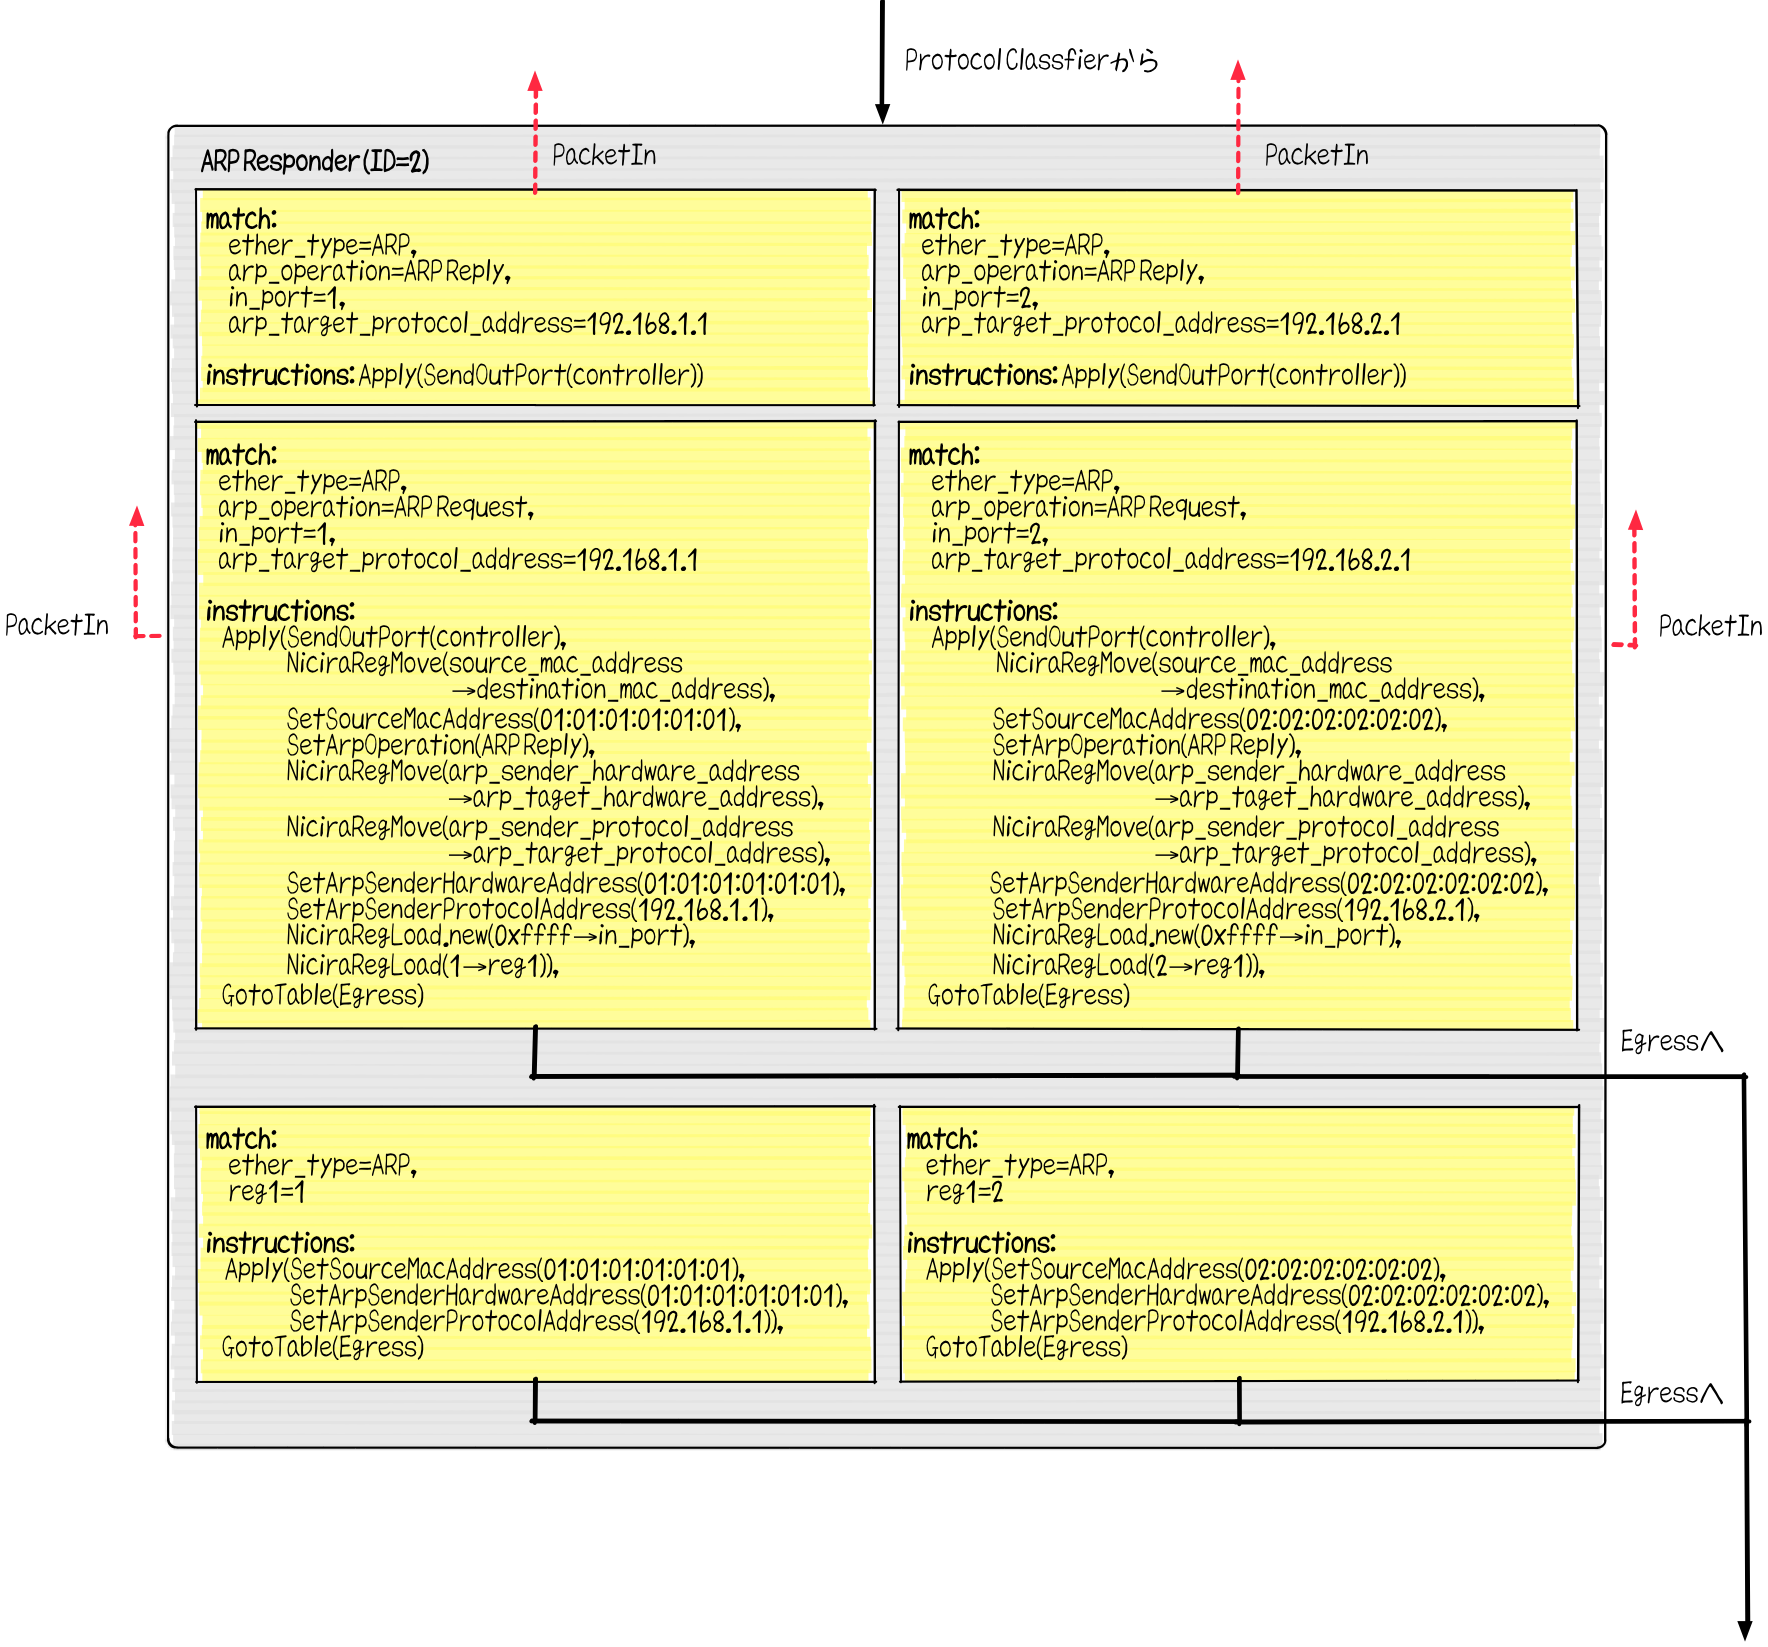 ProtocolClassfierから
PacketIn
PacketIn
ARP Responder(ID=2)
match:
ether_type=ARP,
arp_operation=ARP Reply,
in_port=1,
arp_target_protocol_address=192.168.1.1
instructions: Apply(SendOutPort(controller))
match:
ether_type=ARP,
arp_operation=ARP Reply,
in_port=2,
arp_target_protocol_address=192.168.2.1
instructions: Apply(SendOutPort(controller))
PacketIn
match:
ether_type=ARP,
arp_operation=ARP Request,
in_port=1,
arp_target_protocol_address=192.168.1.1
instructions:
Apply(SendOutPort(controller),
NiciraRegMove(source_mac_address
→destination_mac_address),
SetSourceMacAddress(01:01:01:01:01:01),
SetArpOperation(ARP Reply),
NiciraRegMove(arp_sender_hardware_address
→arp_taget_hardware_address),
NiciraRegMove(arp_sender_protocol_address
→arp_target_protocol_address),
SetArpSenderHardwareAddress(01:01:01:01:01:01),
SetArpSenderProtocolAddress(192.168.1.1),
NiciraRegLoad.new(0xffff→in_port),
NiciraRegLoad(1→reg1)),
GotoTable(Egress)
match:
ether_type=ARP,
arp_operation=ARP Request,
in_port=2,
arp_target_protocol_address=192.168.2.1
instructions:
Apply(SendOutPort(controller),
NiciraRegMove(source_mac_address
→destination_mac_address),
SetSourceMacAddress(02:02:02:02:02:02),
SetArpOperation(ARP Reply),
NiciraRegMove(arp_sender_hardware_address
→arp_taget_hardware_address),
NiciraRegMove(arp_sender_protocol_address
→arp_target_protocol_address),
SetArpSenderHardwareAddress(02:02:02:02:02:02),
SetArpSenderProtocolAddress(192.168.2.1),
NiciraRegLoad.new(0xffff→in_port),
NiciraRegLoad(2→reg1)),
GotoTable(Egress)
PacketIn
Egressへ
match:
ether_type=ARP,
reg1=1
instructions:
Apply(SetSourceMacAddress(01:01:01:01:01:01),
SetArpSenderHardwareAddress(01:01:01:01:01:01),
SetArpSenderProtocolAddress(192.168.1.1)),
GotoTable(Egress)
match:
ether_type=ARP,
reg1=2
instructions:
Apply(SetSourceMacAddress(02:02:02:02:02:02),
SetArpSenderHardwareAddress(02:02:02:02:02:02),
SetArpSenderProtocolAddress(192.168.2.1)),
GotoTable(Egress)
Egressへ